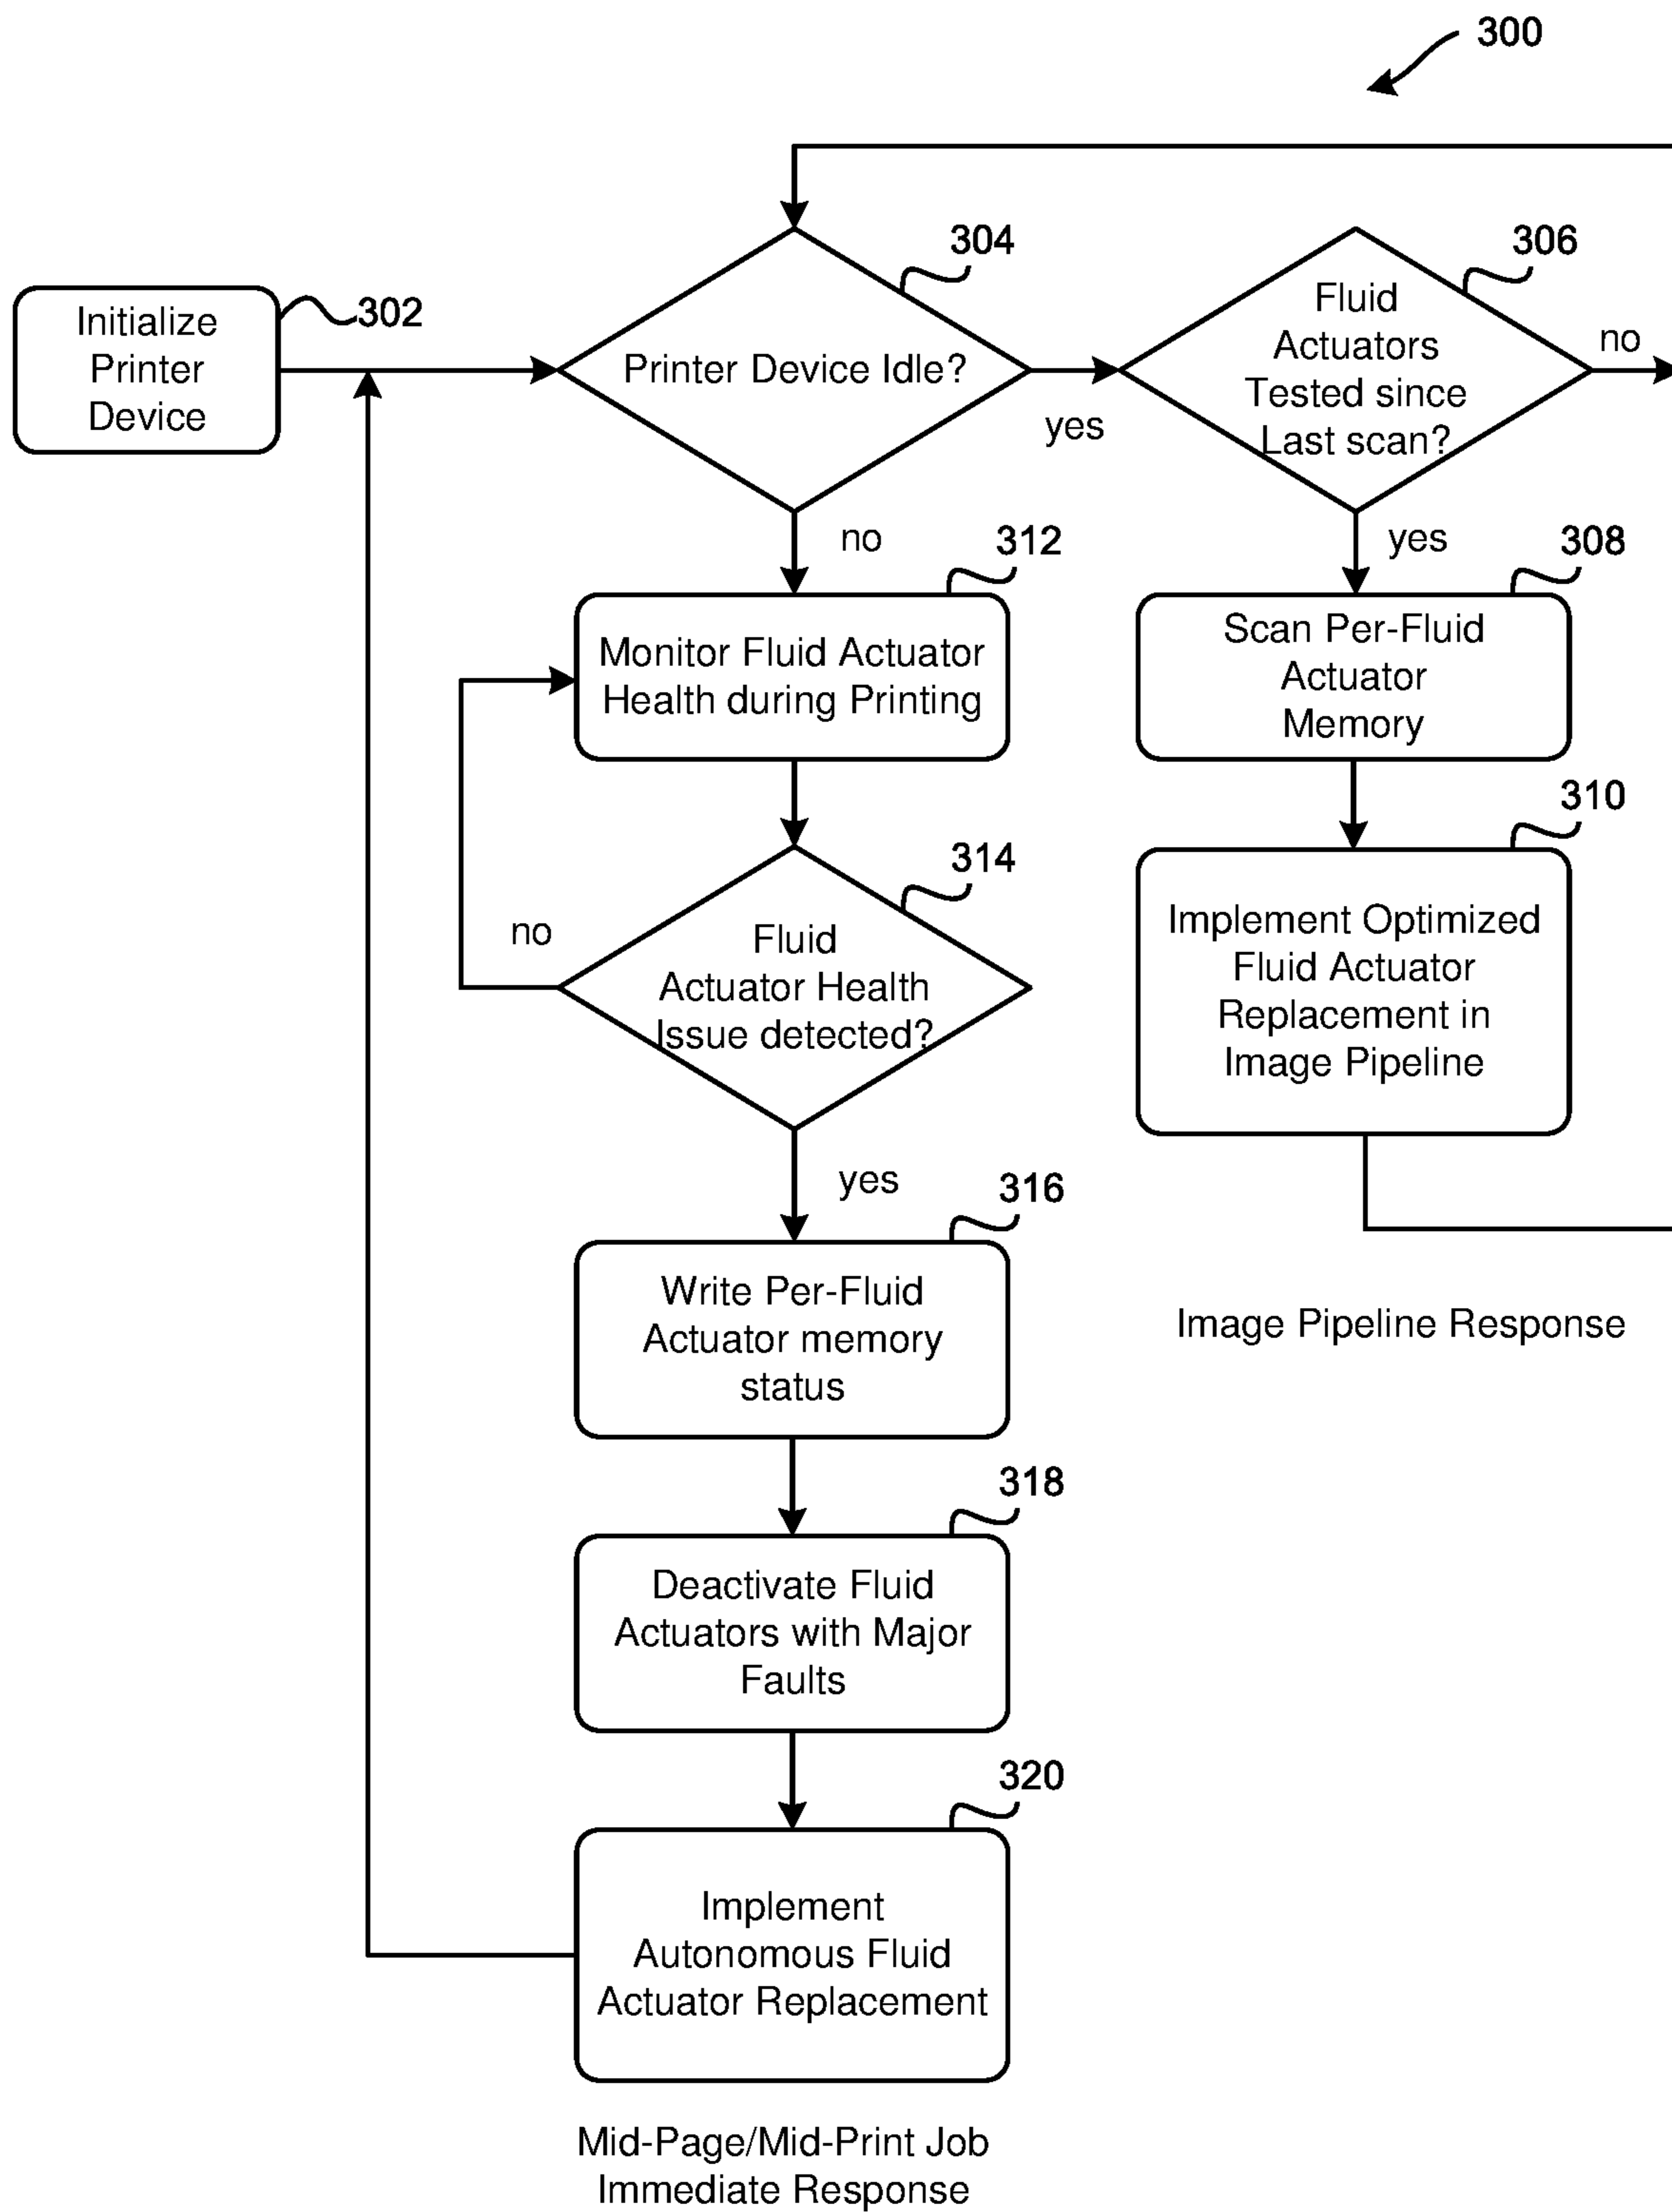 300
304
306
302
Initialize
Printer
Device
Printer Device Idle?
yes
Fluid
Actuators
Tested since
Last scan?
no
no
yes
312
308
Monitor Fluid Actuator
Health during Printing
Scan Per-Fluid
Actuator
Memory
314
310
no
Fluid
Actuator Health
Issue detected?
Implement Optimized
Fluid Actuator
Replacement in
Image Pipeline
yes
316
Write Per-Fluid
Actuator memory
status
Image Pipeline Response
318
Deactivate Fluid
Actuators with Major
Faults
320
Implement
Autonomous Fluid
Actuator Replacement
Mid-Page/Mid-Print Job
Immediate Response